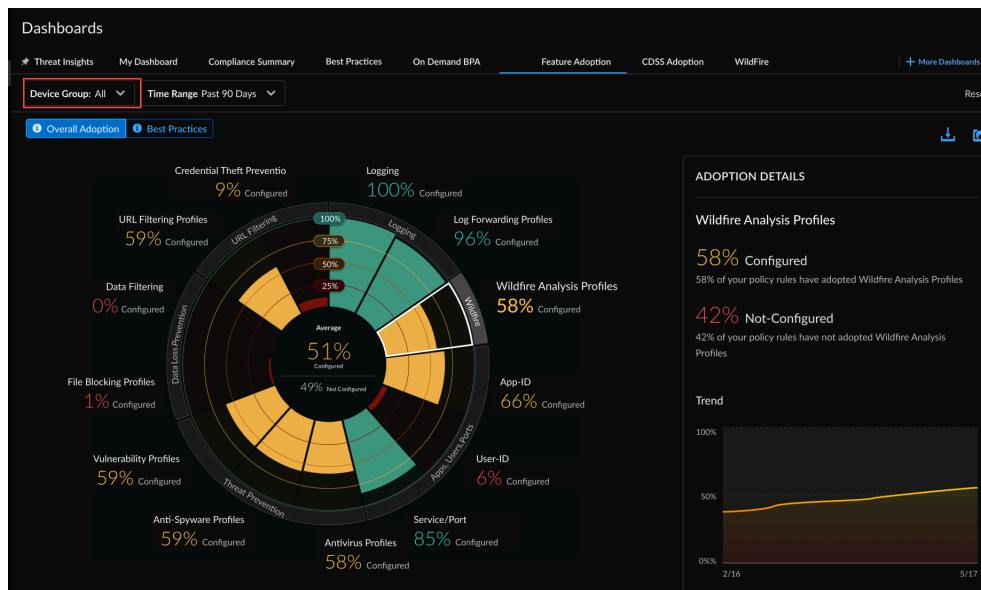 Dashboards
Threat Insights
My Dashboard
Compliance Summary
Best Practices
On Demand BPA
Feature Adoption
CDSS Adoption
WildFire
More Dashboards
Device Group: All
Time Range Past 90 Days
Overall Adoption
Best Practices
Credential Theft Preventio
9% Configured
Logging
100% Configured
URL Filtering Profiles
59% Configured
Log Forwarding Profiles
96% Configured
Data Filtering
0% Configured
Wildfire Analysis Profiles
58% Configured
File Blocking Profiles
1% Configured
App-ID
66% Configured
Vulnerability Profiles
59% Configured
User-ID
6% Configured
Anti-Spyware Profiles
59% Configured
Antivirus Profiles
58% Configured
Service/Port
85% Configured
URL Filtering
Logging
Wildfire
Apps, Users, Ports
Threat Prevention
Data Loss Prevention
100%
75%
50%
25%
Average
51%
Configured
49% Not Configured
ADOPTION DETAILS
Wildfire Analysis Profiles
58% Configured
58% of your policy rules have adopted Wildfire Analysis Profiles
42% Not-Configured
42% of your policy rules have not adopted Wildfire Analysis
Profiles
Trend
100%
50%
0%%
2/16
5/17